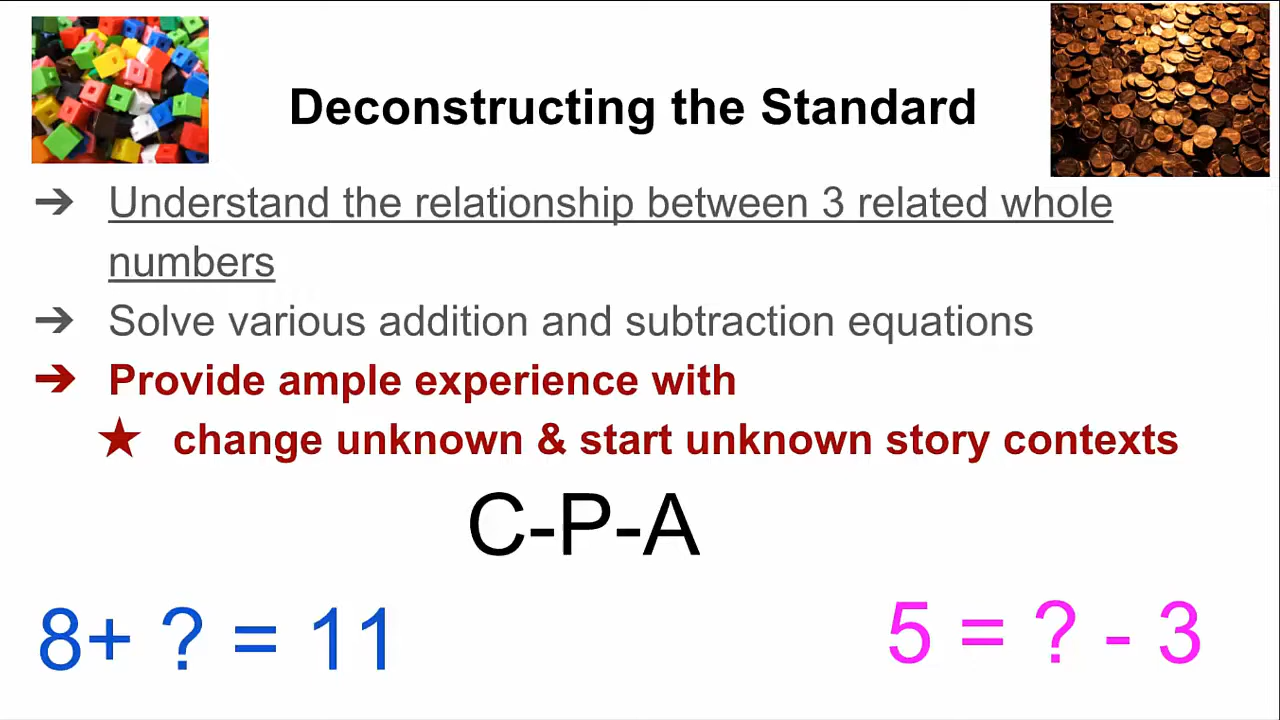 Deconstructing the Standard
➔ Understand the relationship between 3 related whole
numbers
➔ Solve various addition and subtraction equations
➔ Provide ample experience with
★ change unknown & start unknown story contexts
C-P-A
8+ ? = 11
5 = ? - 3